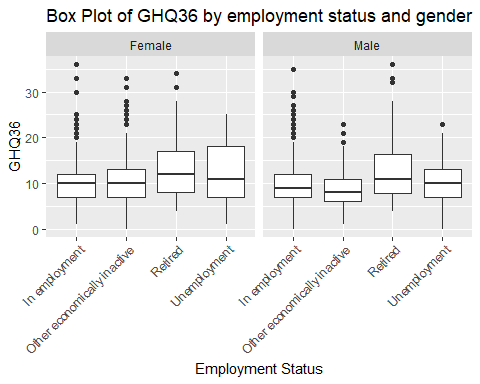 Box Plot of GHQ36 by employment status and gender
Female
Male
GHQ36
30
20
10
0
In employment
Other economically inactive
Retired
Unemployment
In employment
Other economically inactive
Retired
Unemployment
Employment Status